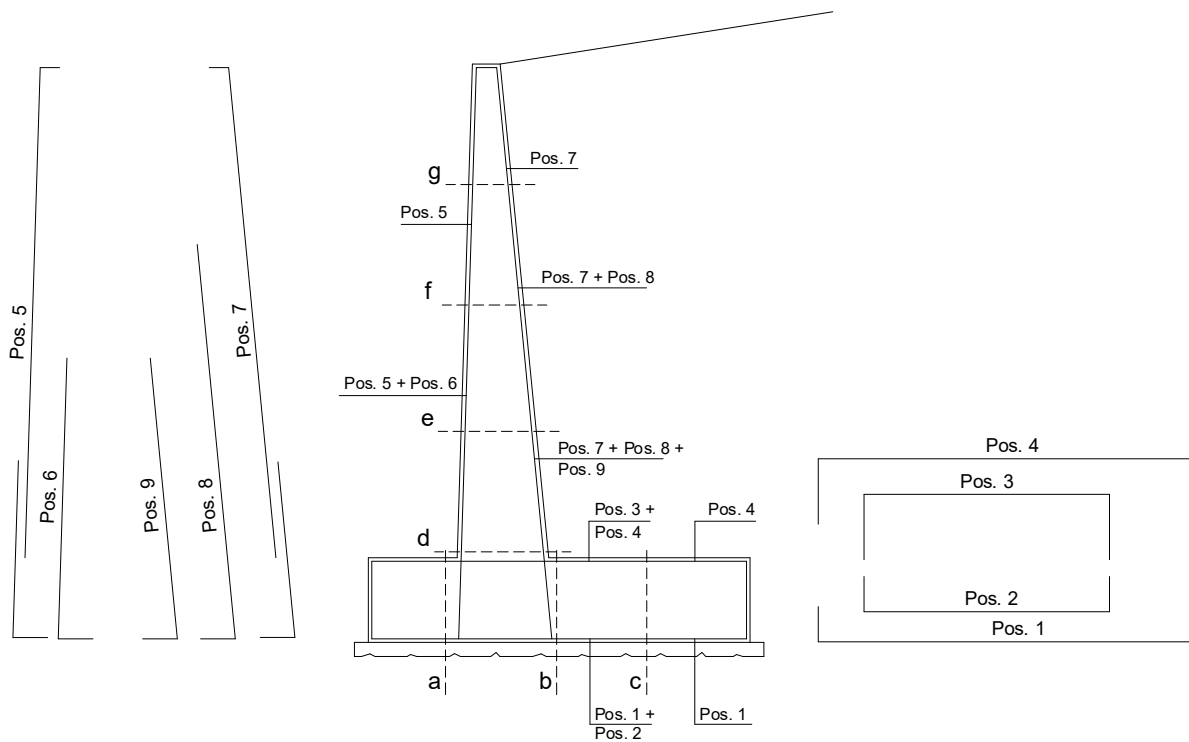 Pos. 7
g
Pos. 5
Pos. 7 + Pos. 8
f
Pos. 5
Pos. 7
Pos. 5 + Pos. 6
e
Pos. 7 + Pos. 8 +
Pos. 9
Pos. 4
Pos. 3
Pos. 6
Pos. 9
Pos. 8
Pos. 3 +
Pos. 4
Pos. 4
d
Pos. 2
Pos. 1
a
b
c
Pos. 1 +
Pos. 2
Pos. 1